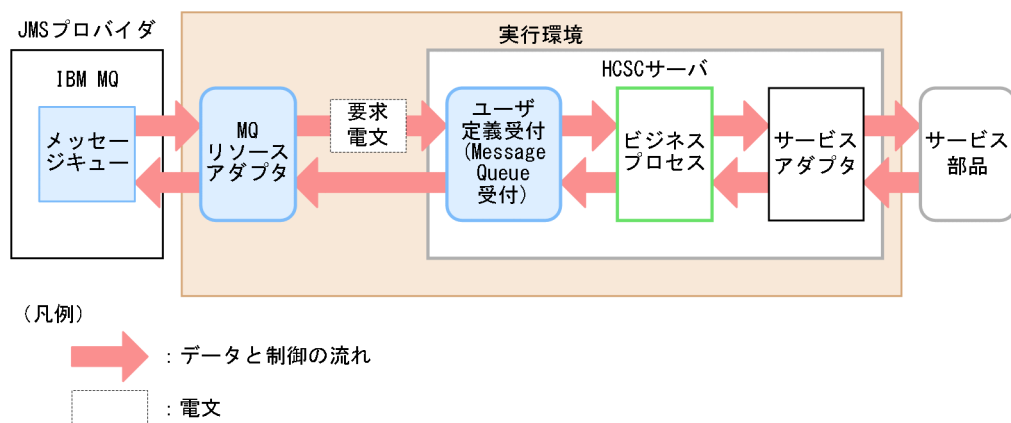 JMSプロバイダ
実行環境
HCSCサーバ
IBM MQ
メッセー
ジキュー
MQ
リソース
アダプタ
要求
電文
ユーザ
定義受付
(Message
Queue
受付)
ビジネス
プロセス
サービス
アダプタ
サービス
部品
(凡例)
:データと制御の流れ
:電文